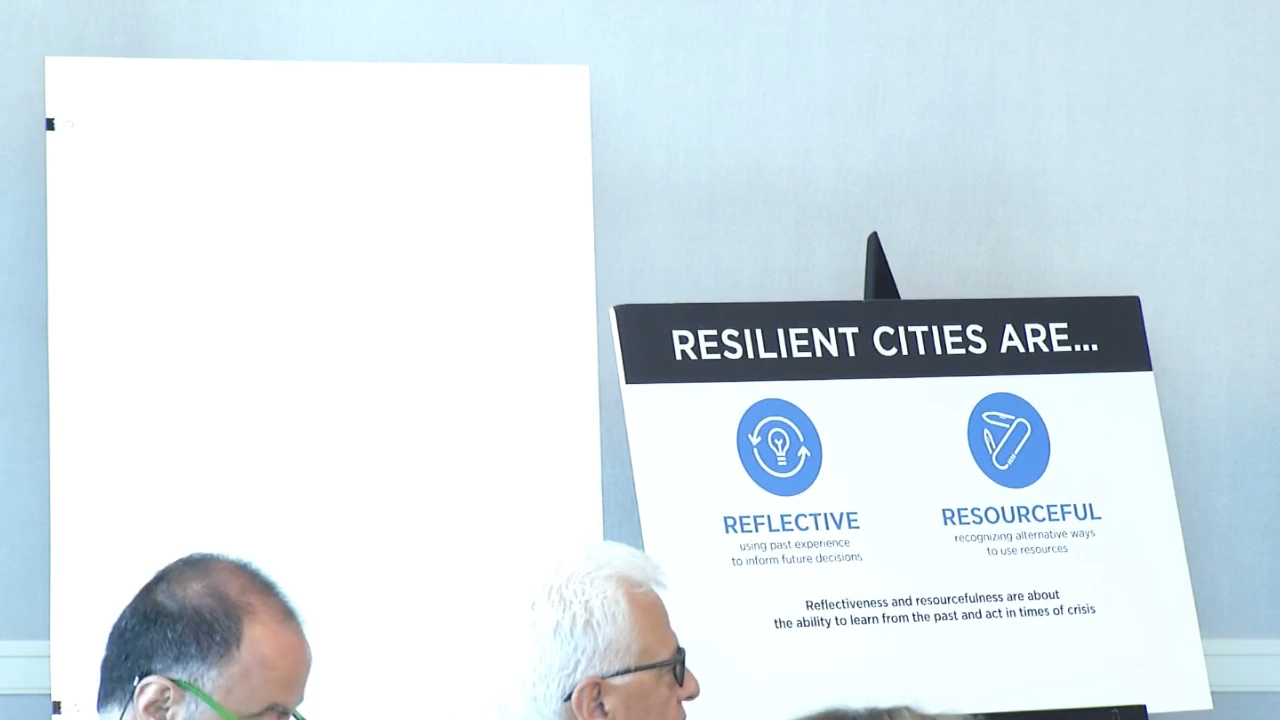 RESILIENT CITIES ARE...
REFLECTIVE
using past experience
to inform future decisions
RESOURCEFUL
recognizing alternative ways
to use resources
Reflectiveness and resourcefulness are about
the ability to learn from the past and act in times of crisis